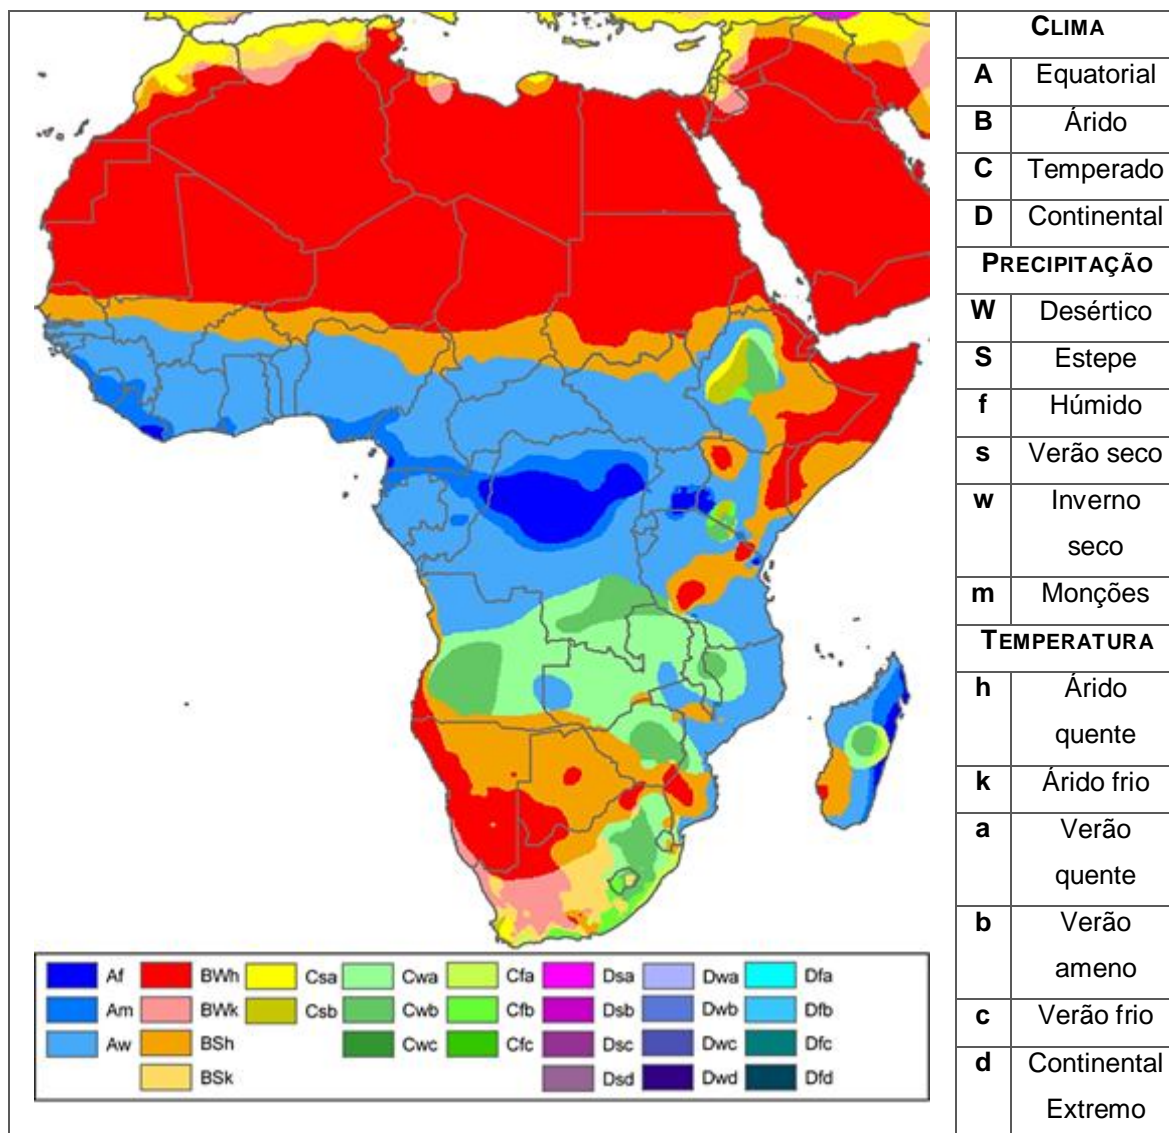 CLIMA
A Equatorial
B Árido
C Temperado
D Continental
PRECIPITAÇÃO
W Desértico
S Estepe
f Húmido
s Verão seco
w Inverno
seco
m Monções
TEMPERATURA
h Árido
quente
k Árido frio
a Verão
quente
b Verão
ameno
c Verão frio
d Continental
Extremo
Af BWh Csa Cwa Cfa Dsa Dwa Dfa
Am BWk Csb Cwb Cfb Dsb Dwb Dfb
Aw BSh Cwc Cfc Dsc Dwc Dfc
BSk Dsd Dwd Dfd